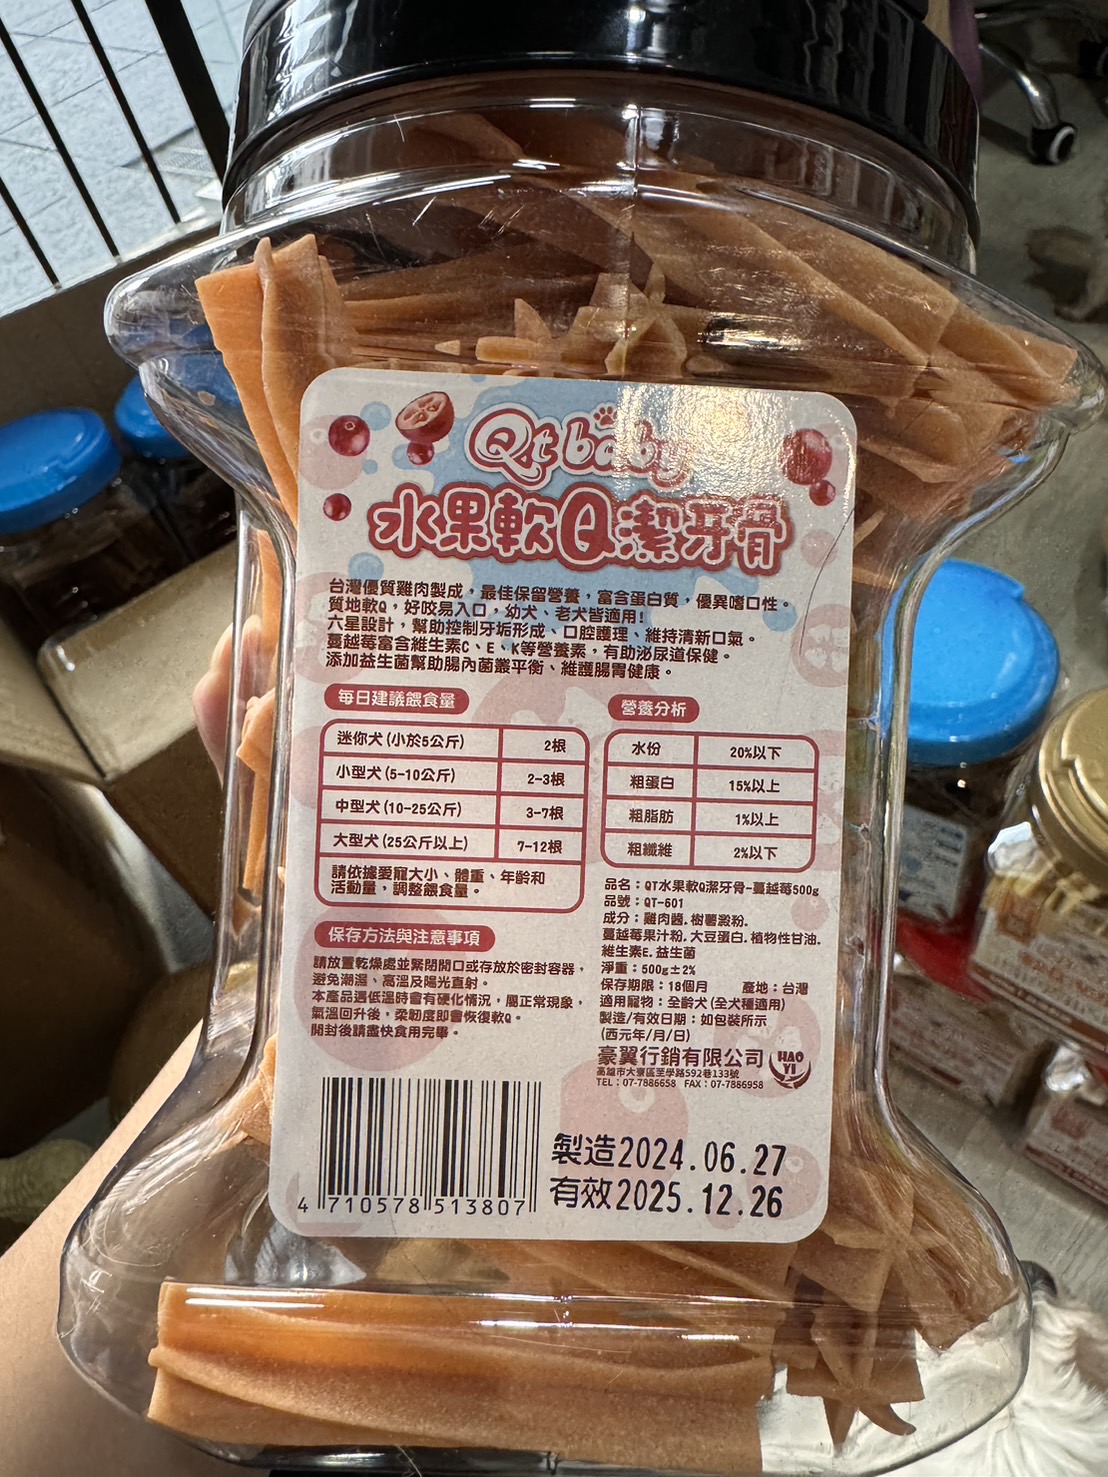 Qt baby
水果軟Q潔牙骨
台灣優質雞肉製成，最佳保留營養，富含蛋白質，優異嗜口性。
質地軟Q，好咬易入口，幼犬、老犬皆適用！
六星設計，幫助控制牙垢形成、口腔護理、維持清新口氣。
蔓越莓富含維生素C、E、K等營養素，有助泌尿道保健。
添加益生菌幫助腸內菌叢平衡、維護腸胃健康。
每日建議餵食量
迷你犬(小於5公斤) 2根
小型犬(5-10公斤) 2-3根
中型犬(10-25公斤) 3-7根
大型犬(25公斤以上) 7-12根
請依據愛寵大小、體重、年齡和
活動量，調整餵食量。
保存方法與注意事項
請放置乾燥處並緊閉開口或存放於密封容器，
避免潮濕、高溫及陽光直射。
本產品遇低溫時會有硬化情況，屬正常現象，
氣溫回升後，柔韌度即會恢復軟Q。
開封後請盡快食用完畢。
營養分析
水份 20%以下
粗蛋白 15%以上
粗脂肪 1%以上
粗纖維 2%以下
品名：QT水果軟Q潔牙骨-蔓越莓500g
品號：QT-601
成分：雞肉醬.樹薯澱粉.
蔓越莓果汁粉.大豆蛋白.植物性甘油.
維生素E.益生菌
淨重：500g±2%
保存期限：18個月 產地：台灣
適用寵物：全齡犬(全犬種適用)
製造/有效日期：如包裝所示
(西元年/月/日)
豪翼行銷有限公司 HAO YI
高雄市大寮區至學路592巷133號
TEL：07-7886658 FAX：07-7886958
製造2024.06.27
有效2025.12.26
4 710578 513807